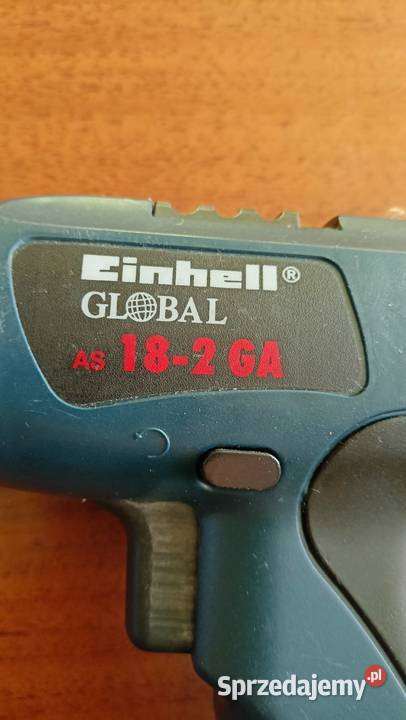 Einhell®
GLOBAL
AS 18-2 GA
Sprzedajemy.pl